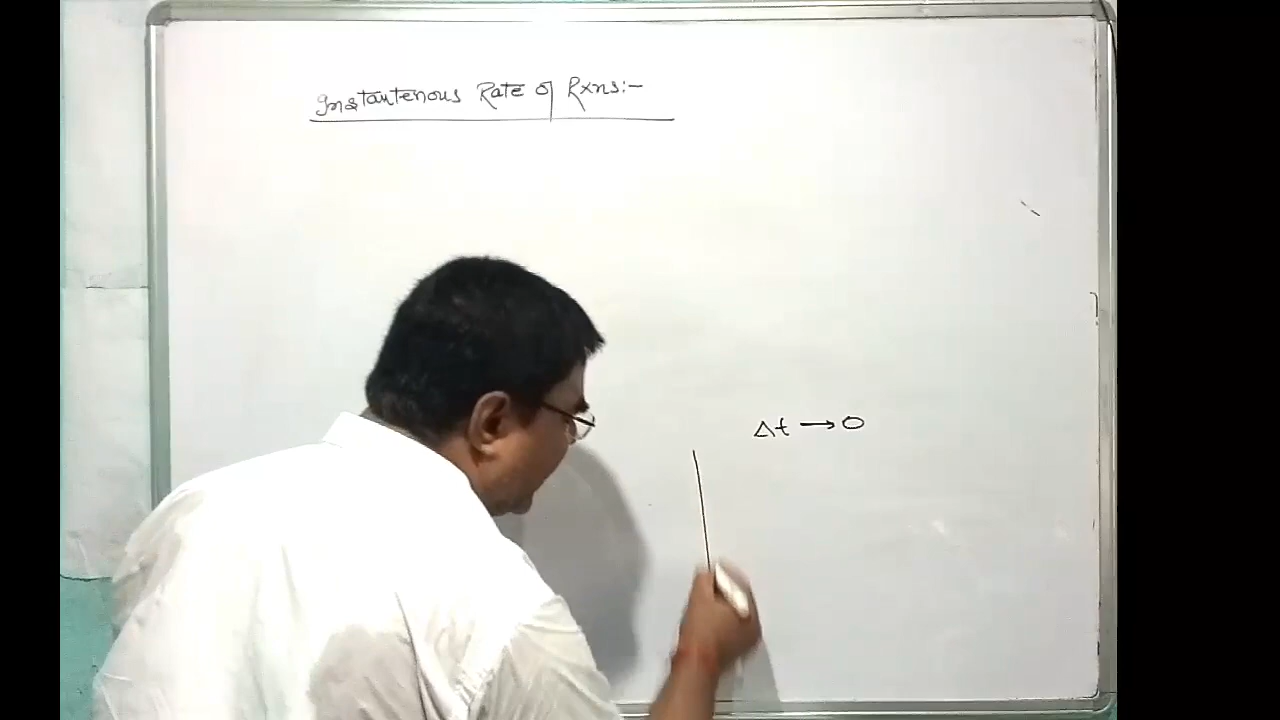 Instantenous Rate of Rxns:-
Δt → 0